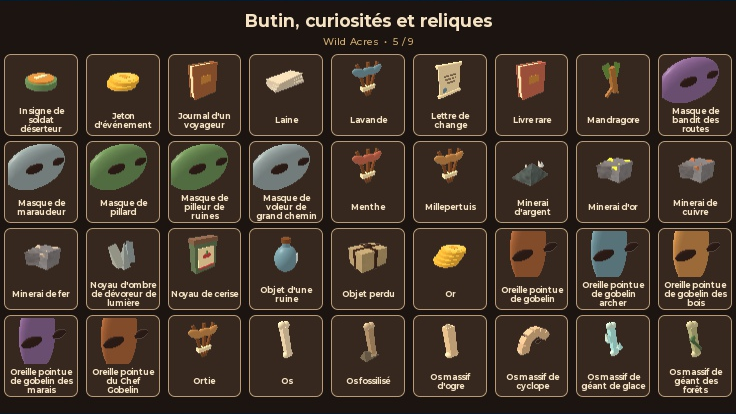 Butin, curiosités et reliques
Wild Acres • 5 / 9
Insigne de
soldat
déserteur
Jeton
d'événement
Journal d'un
voyageur
Laine
Lavande
Lettre de
change
Livre rare
Mandragore
Masque de
bandit des
routes
Masque de
maraudeur
Masque de
pillard
Masque de
pilleur de
ruines
Masque de
voleur de
grand chemin
Menthe
Millepertuis
Minerai
d'argent
Minerai d'or
Minerai de
cuivre
Minerai de fer
Noyau d'ombre
de dévoreur de
lumière
Noyau de cerise
Objet d'une
ruine
Objet perdu
Or
Oreille pointue
de gobelin
Oreille pointue
de gobelin
archer
Oreille pointue
de gobelin des
bois
Oreille pointue
de gobelin des
marais
Oreille pointue
du Chef
Gobelin
Ortie
Os
Os fossilisé
Os massif
d'ogre
Os massif de
cyclope
Os massif de
géant de glace
Os massif de
géant des
forêts